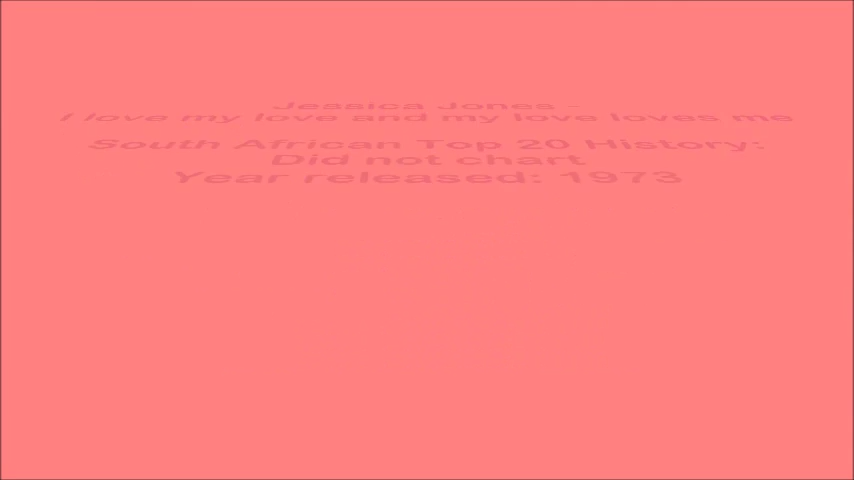 Jessica Jones -
I love my love and my love loves me
South African Top 20 History:
Did not chart
Year released: 1973